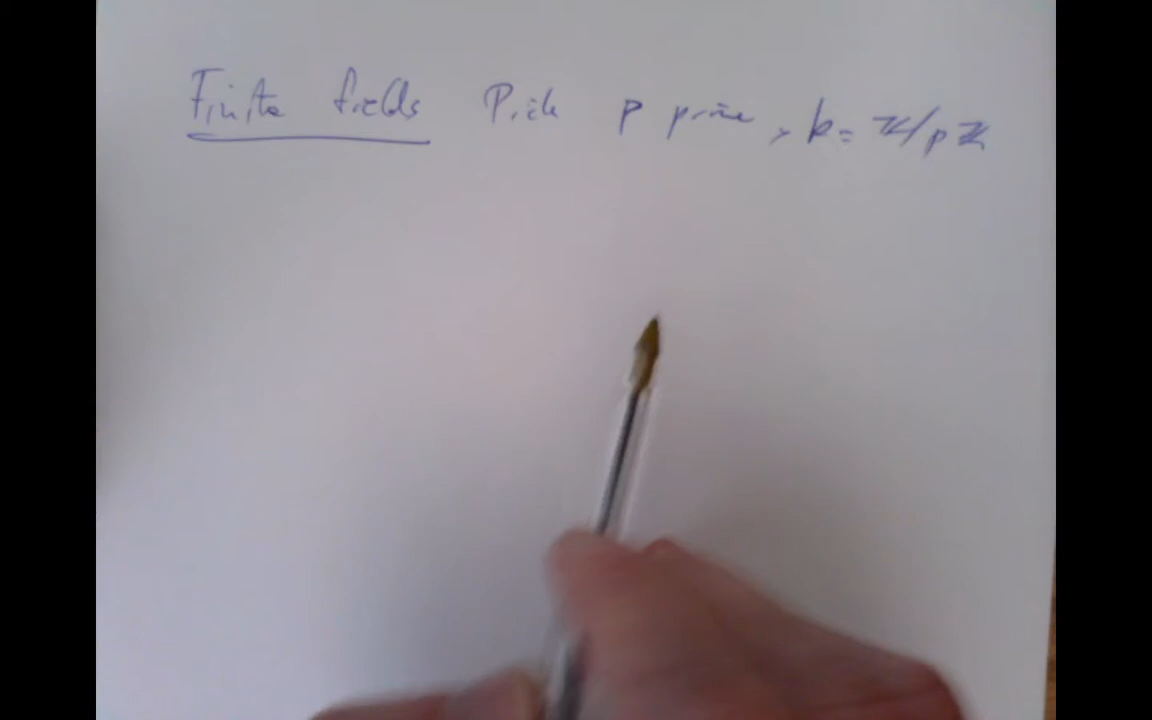 Finite fields Pick p prime, k = ℤ/pℤ